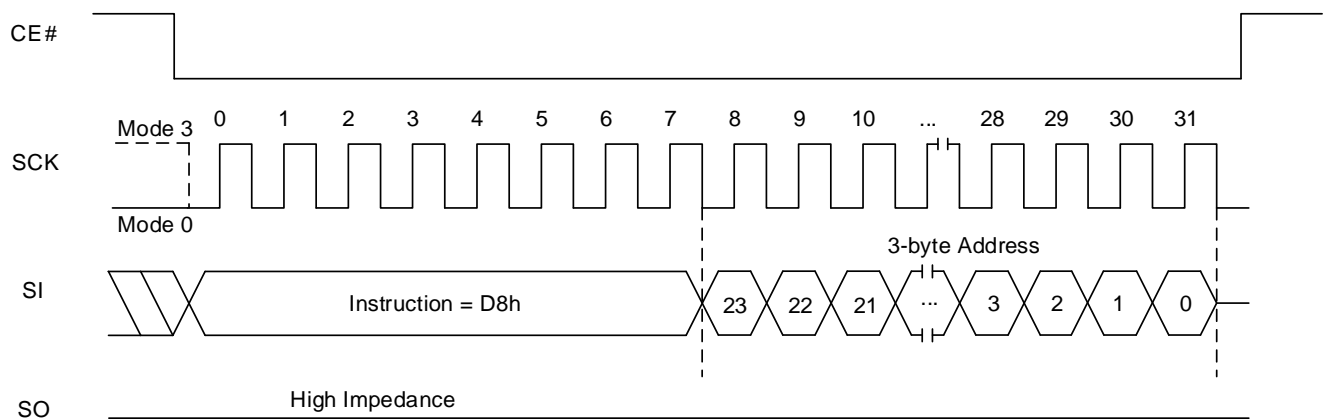 CE#
Mode 3
0 1 2 3 4 5 6 7 8 9 10 ... 28 29 30 31
SCK
Mode 0
3-byte Address
SI
Instruction = D8h
23 22 21 ... 3 2 1 0
High Impedance
SO